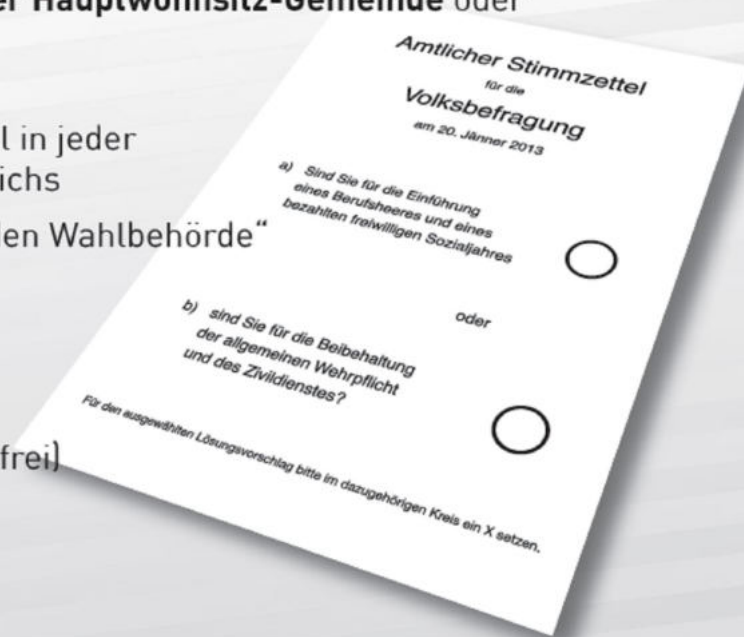 er Hauptwohnsitz-Gemeinde oder
l in jeder
ichs
den Wahlbehörde“
frei)
Amtlicher Stimmzettel
für die
Volksbefragung
am 20. Jänner 2013
a) Sind Sie für die Einführung
eines Berufsheeres und eines
bezahlten freiwilligen Sozialjahres
oder
b) sind Sie für die Beibehaltung
der allgemeinen Wehrpflicht
und des Zivildienstes?
Für den ausgewählten Lösungsvorschlag bitte im dazugehörigen Kreis ein X setzen.